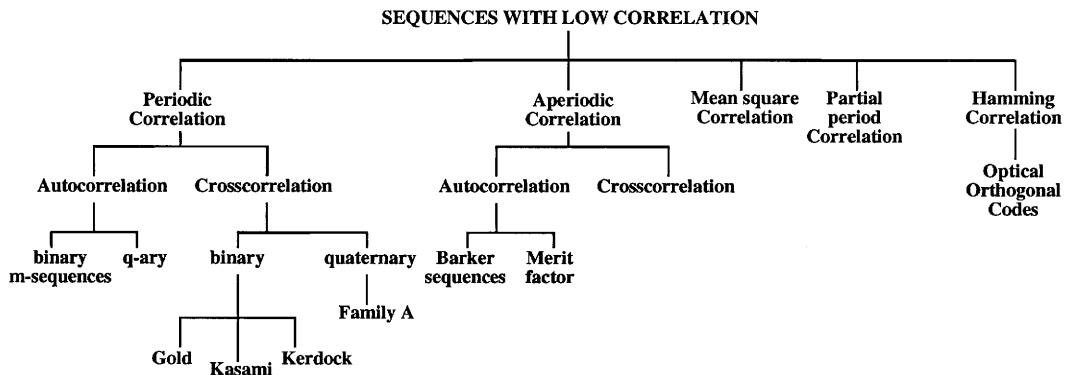 SEQUENCES WITH LOW CORRELATION
Periodic
Correlation
Aperiodic
Correlation
Mean square
Correlation
Partial
period
Correlation
Hamming
Correlation
Autocorrelation
Crosscorrelation
Autocorrelation
Crosscorrelation
Optical
Orthogonal
Codes
binary
m-sequences
q-ary
binary
quaternary
Barker
sequences
Merit
factor
Family A
Gold
Kasami
Kerdock